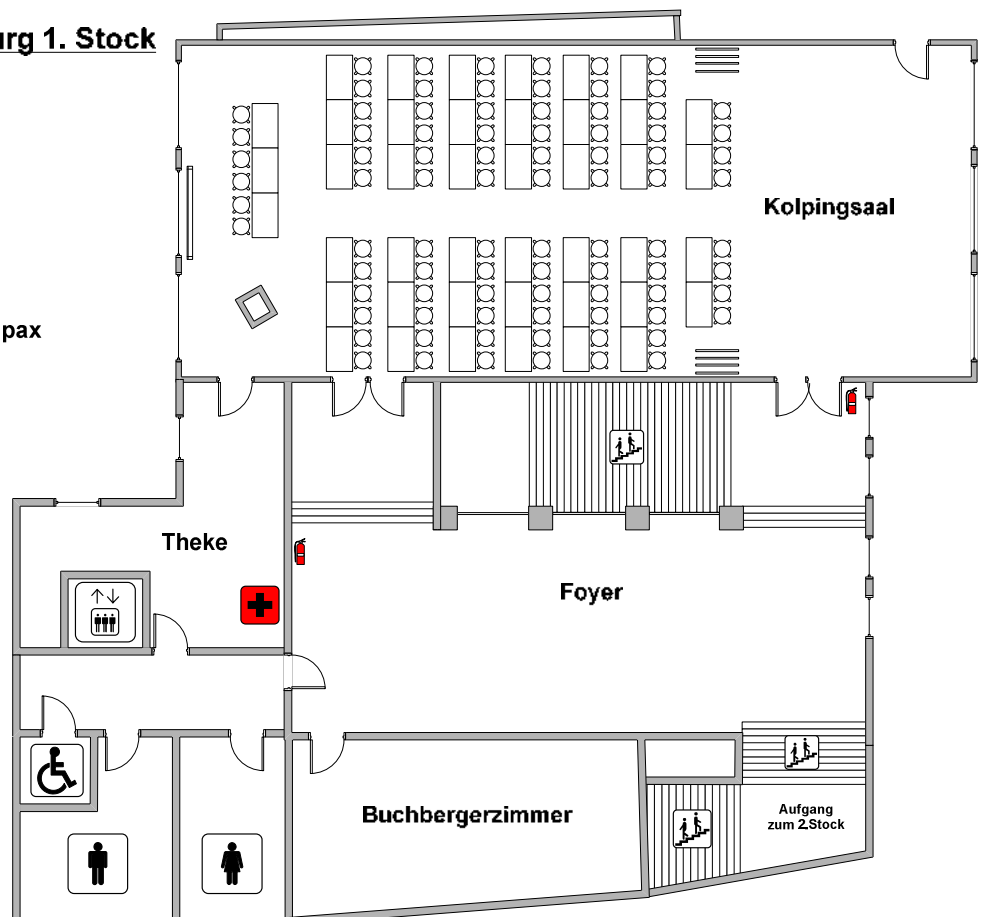 urg 1. Stock
Kolpingsaal
pax
Theke
Foyer
Buchbergerzimmer
Aufgang
zum 2.Stock